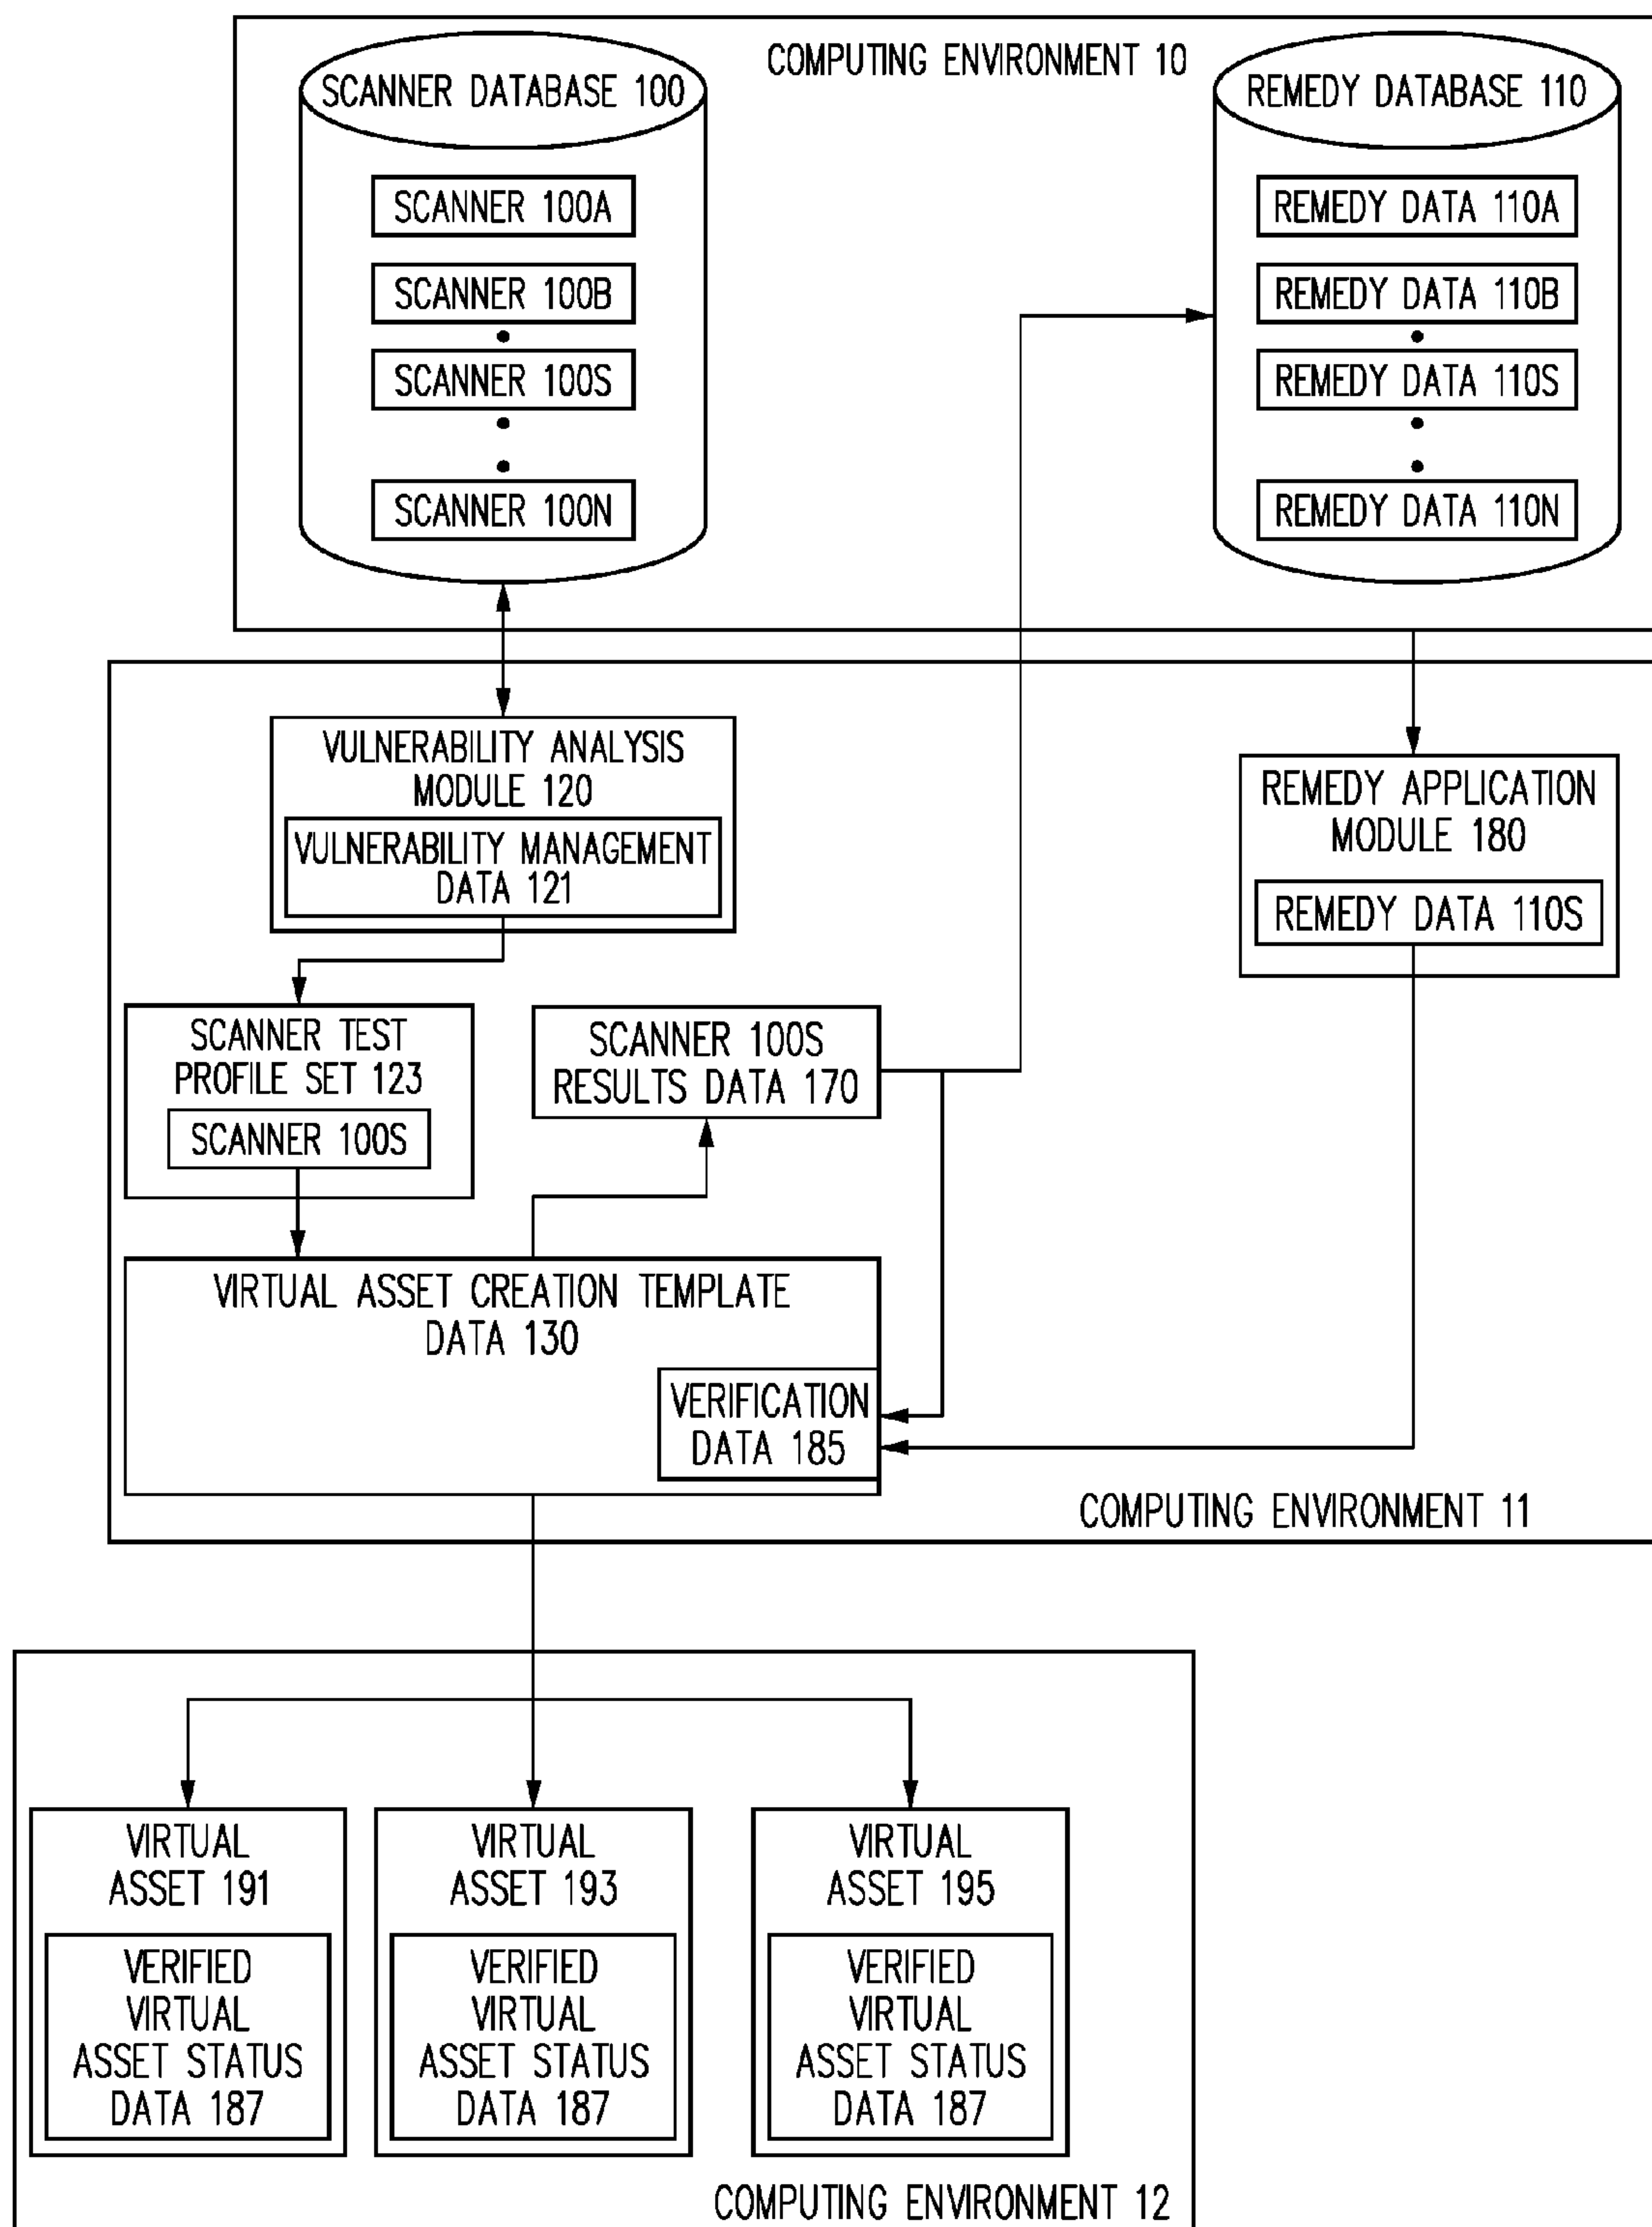 COMPUTING ENVIRONMENT 10
SCANNER DATABASE 100
SCANNER 100A
SCANNER 100B
SCANNER 100S
SCANNER 100N
REMEDY DATABASE 110
REMEDY DATA 110A
REMEDY DATA 110B
REMEDY DATA 110S
REMEDY DATA 110N
VULNERABILITY ANALYSIS
MODULE 120
VULNERABILITY MANAGEMENT
DATA 121
REMEDY APPLICATION
MODULE 180
REMEDY DATA 110S
SCANNER TEST
PROFILE SET 123
SCANNER 100S
SCANNER 100S
RESULTS DATA 170
VIRTUAL ASSET CREATION TEMPLATE
DATA 130
VERIFICATION
DATA 185
COMPUTING ENVIRONMENT 11
VIRTUAL
ASSET 191
VERIFIED
VIRTUAL
ASSET STATUS
DATA 187
VIRTUAL
ASSET 193
VERIFIED
VIRTUAL
ASSET STATUS
DATA 187
VIRTUAL
ASSET 195
VERIFIED
VIRTUAL
ASSET STATUS
DATA 187
COMPUTING ENVIRONMENT 12